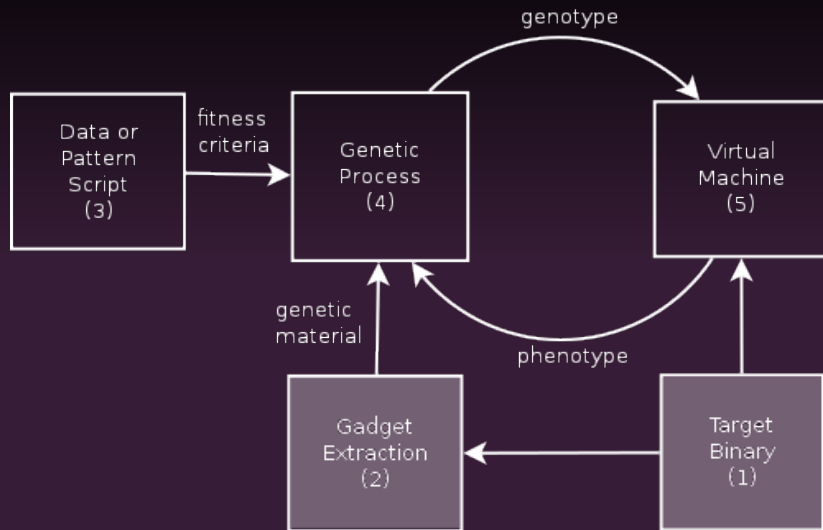 genotype
Data or
Pattern
Script
(3)
fitness
criteria
Genetic
Process
(4)
Virtual
Machine
(5)
genetic
material
phenotype
Gadget
Extraction
(2)
Target
Binary
(1)